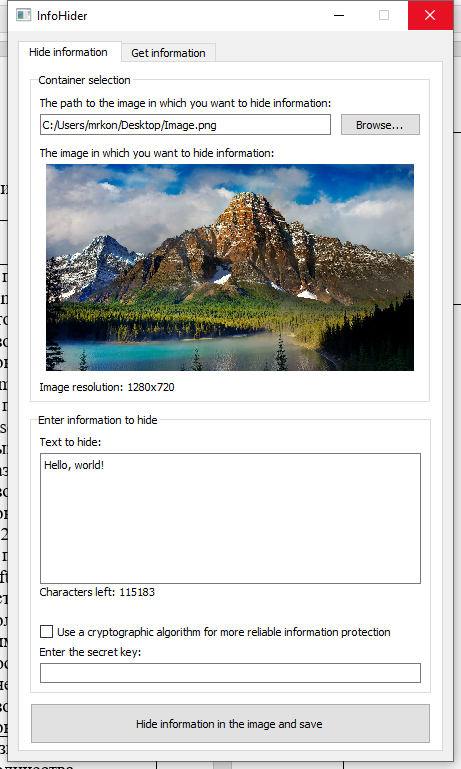 InfoHider
Hide information
Get information
Container selection
The path to the image in which you want to hide information:
C:/Users/mrkon/Desktop/Image.png
Browse...
The image in which you want to hide information:
Image resolution: 1280x720
Enter information to hide
Text to hide:
Hello, world!
Characters left: 115183
Use a cryptographic algorithm for more reliable information protection
Enter the secret key:
Hide information in the image and save